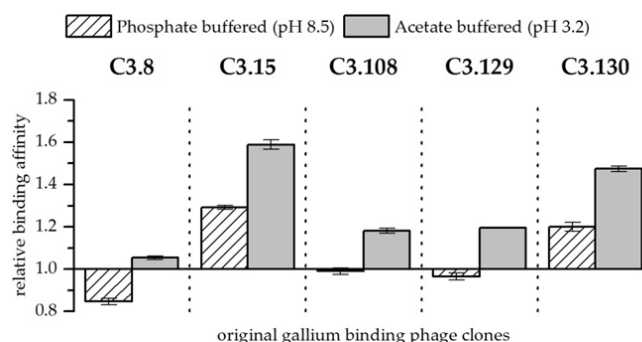 Phosphate buffered (pH 8.5) Acetate buffered (pH 3.2)
C3.8 C3.15 C3.108 C3.129 C3.130
relative binding affinity
1.8
1.6
1.4
1.2
1.0
0.8
original gallium binding phage clones